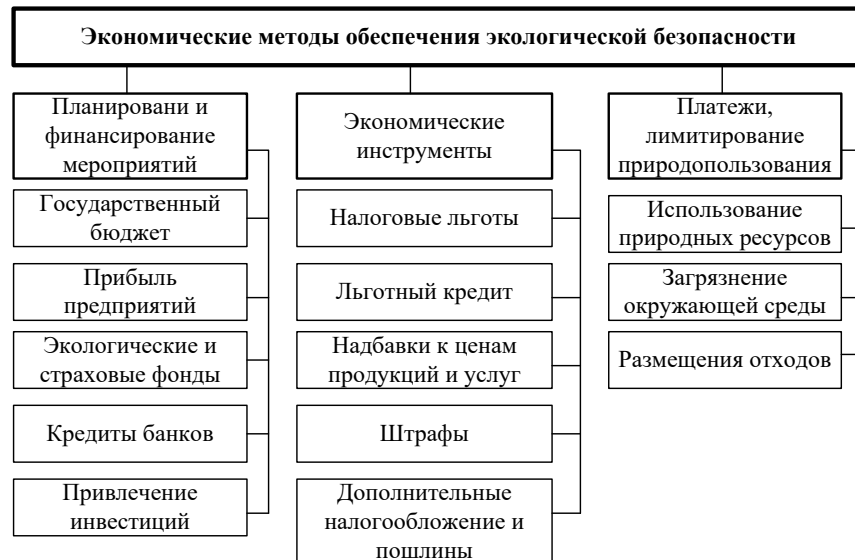 Экономические методы обеспечения экологической безопасности
Планировани и
финансирование
мероприятий
Государственный
бюджет
Прибыль
предприятий
Экологические и
страховые фонды
Кредиты банков
Привлечение
инвестиций
Экономические
инструменты
Налоговые льготы
Льготный кредит
Надбавки к ценам
продукций и услуг
Штрафы
Дополнительные
налогообложение и
пошлины
Платежи,
лимитирование
природопользования
Использование
природных ресурсов
Загрязнение
окружающей среды
Размещения отходов